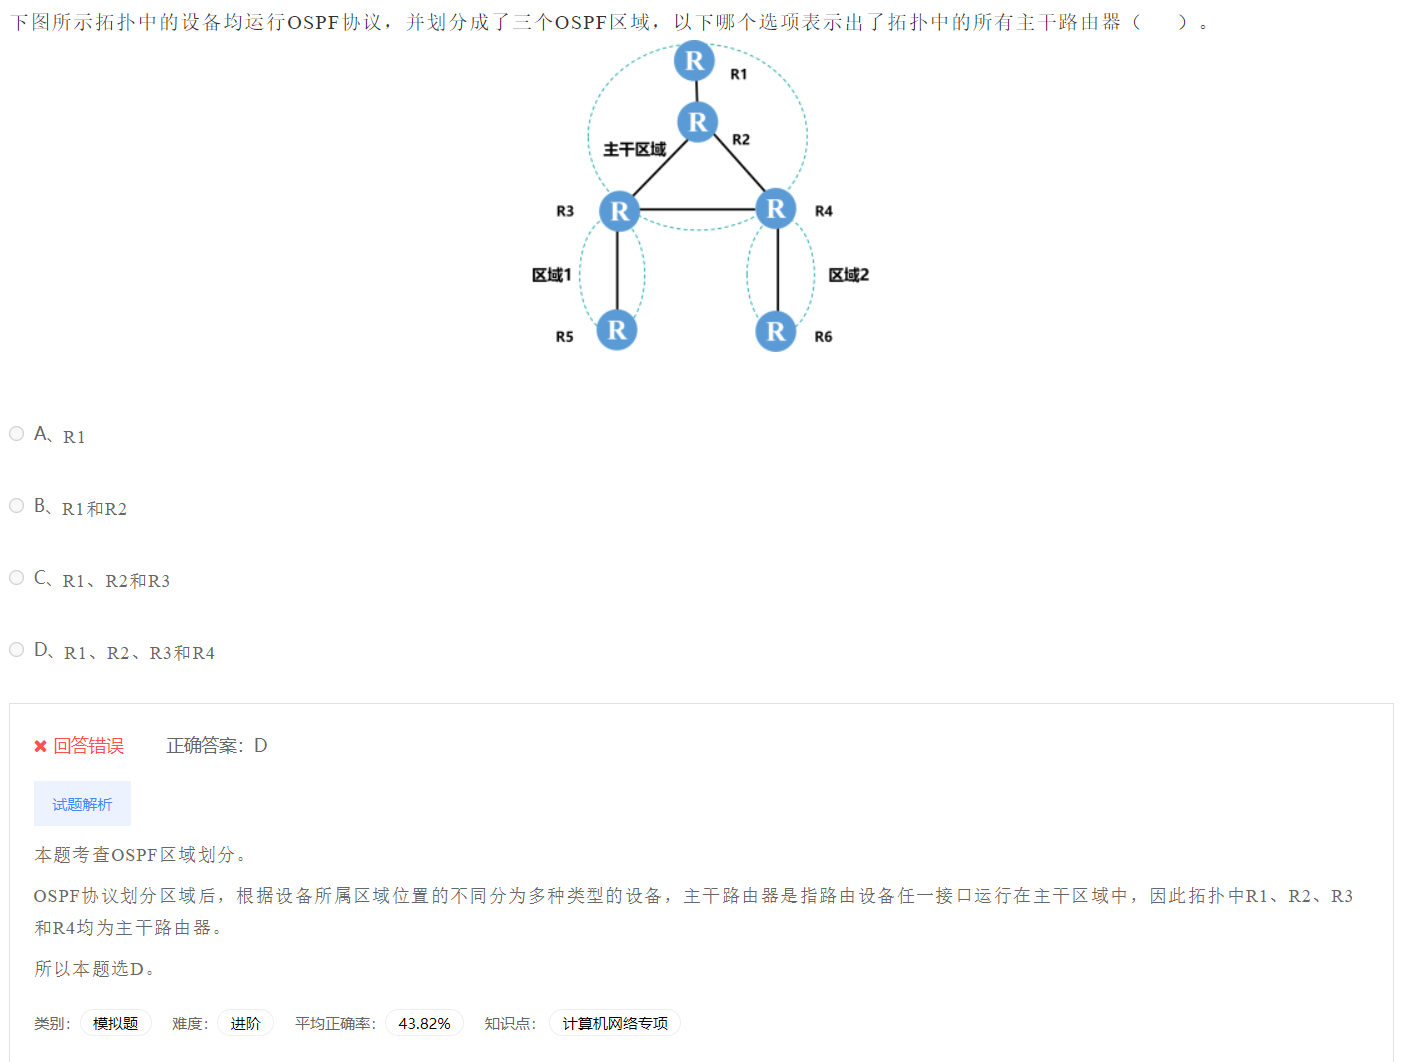 下图所示拓扑中的设备均运行OSPF协议，并划分成了三个OSPF区域，以下哪个选项表示出了拓扑中的所有主干路由器（　　）。
R
R1
R
R2
主干区域
R3
R
R
R4
区域1
区域2
R5
R
R
R6
A、R1
B、R1和R2
C、R1、R2和R3
D、R1、R2、R3和R4
回答错误 正确答案：D
试题解析
本题考查OSPF区域划分。
OSPF协议划分区域后，根据设备所属区域位置的不同分为多种类型的设备，主干路由器是指路由设备任一接口运行在主干区域中，因此拓扑中R1、R2、R3
和R4均为主干路由器。
所以本题选D。
类别： 模拟题 难度： 进阶 平均正确率： 43.82% 知识点： 计算机网络专项